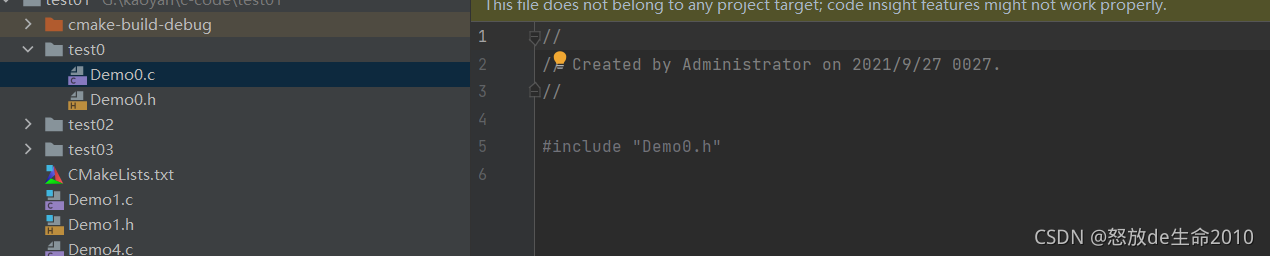 test01 G:\kaoyan\c-code\test01
cmake-build-debug
test0
Demo0.c
Demo0.h
test02
test03
CMakeLists.txt
Demo1.c
Demo1.h
Demo4.c
This file does not belong to any project target; code insight features might not work properly.
1 //
2 // Created by Administrator on 2021/9/27 0027.
3 //
4
5 #include "Demo0.h"
6
CSDN @怒放de生命2010